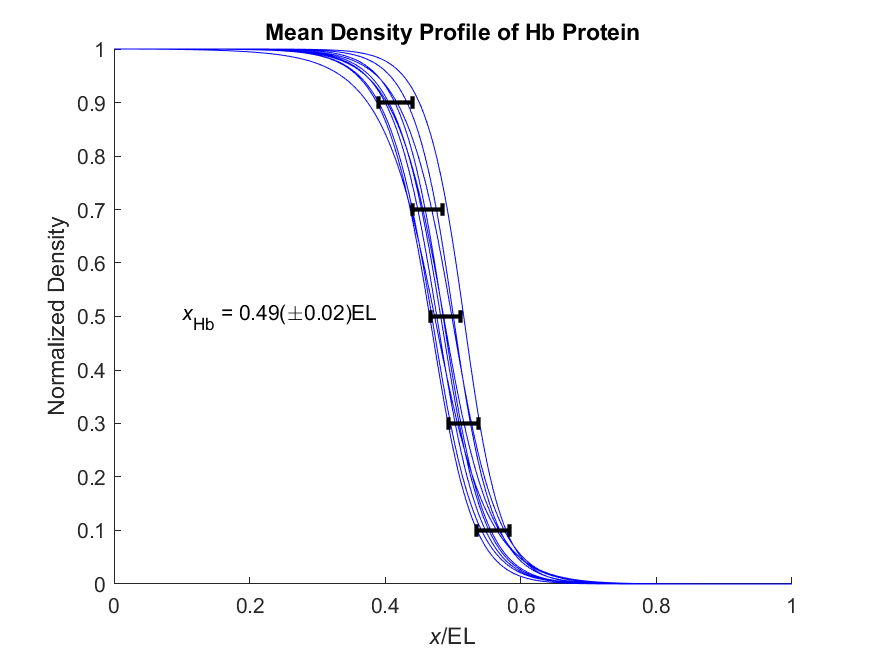 Mean Density Profile of Hb Protein
1
0.9
0.8
0.7
0.6
0.5
0.4
0.3
0.2
0.1
0
Normalized Density
xHb = 0.49(±0.02)EL
0 0.2 0.4 0.6 0.8 1
x/EL